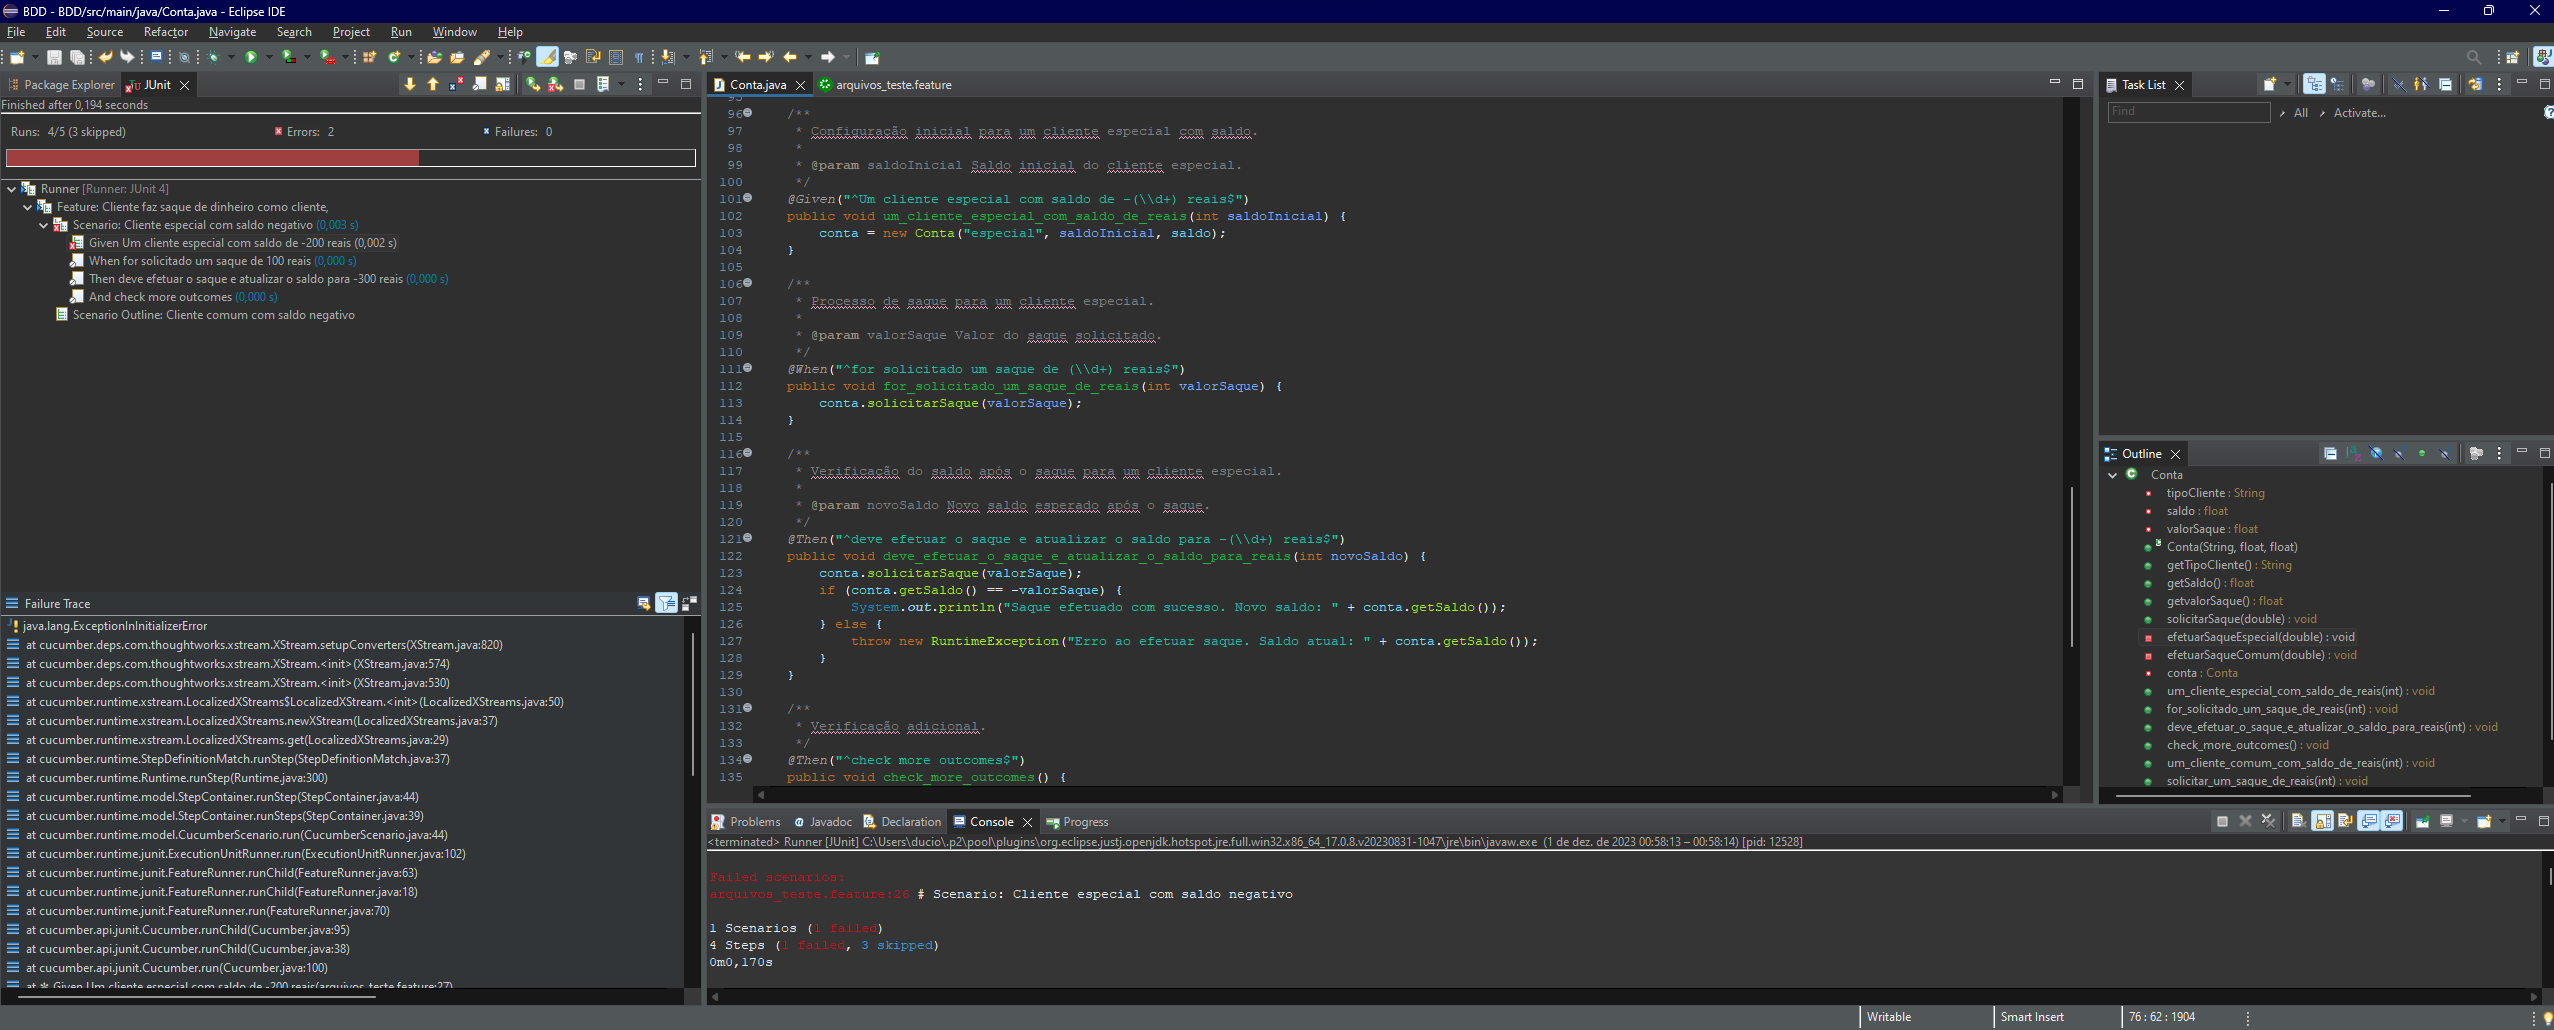 BDD - BDD/src/main/java/Conta.java - Eclipse IDE
File Edit Source Refactor Navigate Search Project Run Window Help
Package Explorer JUnit
Finished after 0,194 seconds
Runs: 4/5 (3 skipped) Errors: 2 Failures: 0
Runner [Runner: JUnit 4]
Feature: Cliente faz saque de dinheiro como cliente,
Scenario: Cliente especial com saldo negativo (0,003 s)
Given Um cliente especial com saldo de -200 reais (0,002 s)
When for solicitado um saque de 100 reais (0,000 s)
Then deve efetuar o saque e atualizar o saldo para -300 reais (0,000 s)
And check more outcomes (0,000 s)
Scenario Outline: Cliente comum com saldo negativo
Failure Trace
java.lang.ExceptionInInitializerError
at cucumber.deps.com.thoughtworks.xstream.XStream.setupConverters(XStream.java:820)
at cucumber.deps.com.thoughtworks.xstream.XStream.<init>(XStream.java:574)
at cucumber.deps.com.thoughtworks.xstream.XStream.<init>(XStream.java:530)
at cucumber.runtime.xstream.LocalizedXStreams$LocalizedXStream.<init>(LocalizedXStreams.java:50)
at cucumber.runtime.xstream.LocalizedXStreams.newXStream(LocalizedXStreams.java:37)
at cucumber.runtime.xstream.LocalizedXStreams.get(LocalizedXStreams.java:29)
at cucumber.runtime.StepDefinitionMatch.runStep(StepDefinitionMatch.java:37)
at cucumber.runtime.Runtime.runStep(Runtime.java:300)
at cucumber.runtime.model.StepContainer.runStep(StepContainer.java:44)
at cucumber.runtime.model.StepContainer.runSteps(StepContainer.java:39)
at cucumber.runtime.model.CucumberScenario.run(CucumberScenario.java:44)
at cucumber.runtime.junit.ExecutionUnitRunner.run(ExecutionUnitRunner.java:102)
at cucumber.runtime.junit.FeatureRunner.runChild(FeatureRunner.java:63)
at cucumber.runtime.junit.FeatureRunner.runChild(FeatureRunner.java:18)
at cucumber.runtime.junit.FeatureRunner.run(FeatureRunner.java:70)
at cucumber.api.junit.Cucumber.runChild(Cucumber.java:95)
at cucumber.api.junit.Cucumber.runChild(Cucumber.java:38)
at cucumber.api.junit.Cucumber.run(Cucumber.java:100)
at * Given Um cliente especial com saldo de -200 reais(arquivos_teste.feature:27)
Conta.java arquivos_teste.feature
95
96 /**
97 * Configuração inicial para um cliente especial com saldo.
98 *
99 * @param saldoInicial Saldo inicial do cliente especial.
100 */
101 @Given("^Um cliente especial com saldo de -(\\d+) reais$")
102 public void um_cliente_especial_com_saldo_de_reais(int saldoInicial) {
103 conta = new Conta("especial", saldoInicial, saldo);
104 }
105
106 /**
107 * Processo de saque para um cliente especial.
108 *
109 * @param valorSaque Valor do saque solicitado.
110 */
111 @When("^for solicitado um saque de (\\d+) reais$")
112 public void for_solicitado_um_saque_de_reais(int valorSaque) {
113 conta.solicitarSaque(valorSaque);
114 }
115
116 /**
117 * Verificação do saldo após o saque para um cliente especial.
118 *
119 * @param novoSaldo Novo saldo esperado após o saque.
120 */
121 @Then("^deve efetuar o saque e atualizar o saldo para -(\\d+) reais$")
122 public void deve_efetuar_o_saque_e_atualizar_o_saldo_para_reais(int novoSaldo) {
123 conta.solicitarSaque(valorSaque);
124 if (conta.getSaldo() == -valorSaque) {
125 System.out.println("Saque efetuado com sucesso. Novo saldo: " + conta.getSaldo());
126 } else {
127 throw new RuntimeException("Erro ao efetuar saque. Saldo atual: " + conta.getSaldo());
128 }
129 }
130
131 /**
132 * Verificação adicional.
133 */
134 @Then("^check more outcomes$")
135 public void check_more_outcomes() {
Problems Javadoc Declaration Console Progress
<terminated> Runner [JUnit] C:\Users\ducio\.p2\pool\plugins\org.eclipse.justj.openjdk.hotspot.jre.full.win32.x86_64_17.0.8.v20230831-1047\jre\bin\javaw.exe (1 de dez. de 2023 00:58:13 – 00:58:14) [pid: 12528]
Failed scenarios:
arquivos_teste.feature:26 # Scenario: Cliente especial com saldo negativo
1 Scenarios (1 failed)
4 Steps (1 failed, 3 skipped)
0m0,170s
Task List
Find All Activate...
Outline
Conta
tipoCliente : String
saldo : float
valorSaque : float
Conta(String, float, float)
getTipoCliente() : String
getSaldo() : float
getvalorSaque() : float
solicitarSaque(double) : void
efetuarSaqueEspecial(double) : void
efetuarSaqueComum(double) : void
conta : Conta
um_cliente_especial_com_saldo_de_reais(int) : void
for_solicitado_um_saque_de_reais(int) : void
deve_efetuar_o_saque_e_atualizar_o_saldo_para_reais(int) : void
check_more_outcomes() : void
um_cliente_comum_com_saldo_de_reais(int) : void
solicitar_um_saque_de_reais(int) : void
Writable Smart Insert 76 : 62 : 1904